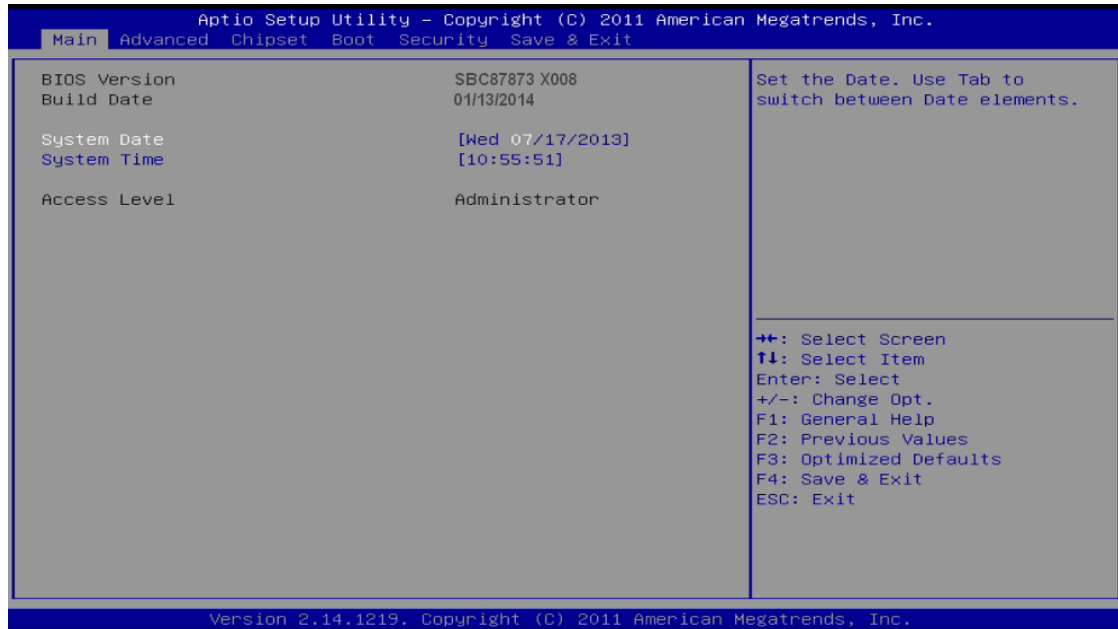 Aptio Setup Utility – Copyright (C) 2011 American Megatrends, Inc.
Main Advanced Chipset Boot Security Save & Exit
BIOS Version SBC87873 X008
Build Date 01/13/2014
System Date [Wed 07/17/2013]
System Time [10:55:51]
Access Level Administrator
Set the Date. Use Tab to
switch between Date elements.
→←: Select Screen
↑↓: Select Item
Enter: Select
+/-: Change Opt.
F1: General Help
F2: Previous Values
F3: Optimized Defaults
F4: Save & Exit
ESC: Exit
Version 2.14.1219. Copyright (C) 2011 American Megatrends, Inc.